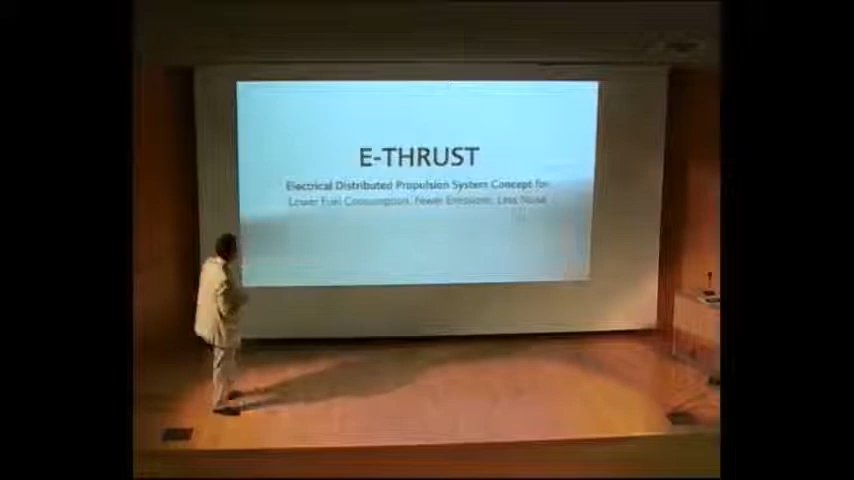 E-THRUST
Electrical Distributed Propulsion System Concept for
Lower Fuel Consumption, Fewer Emissions, Less Noise